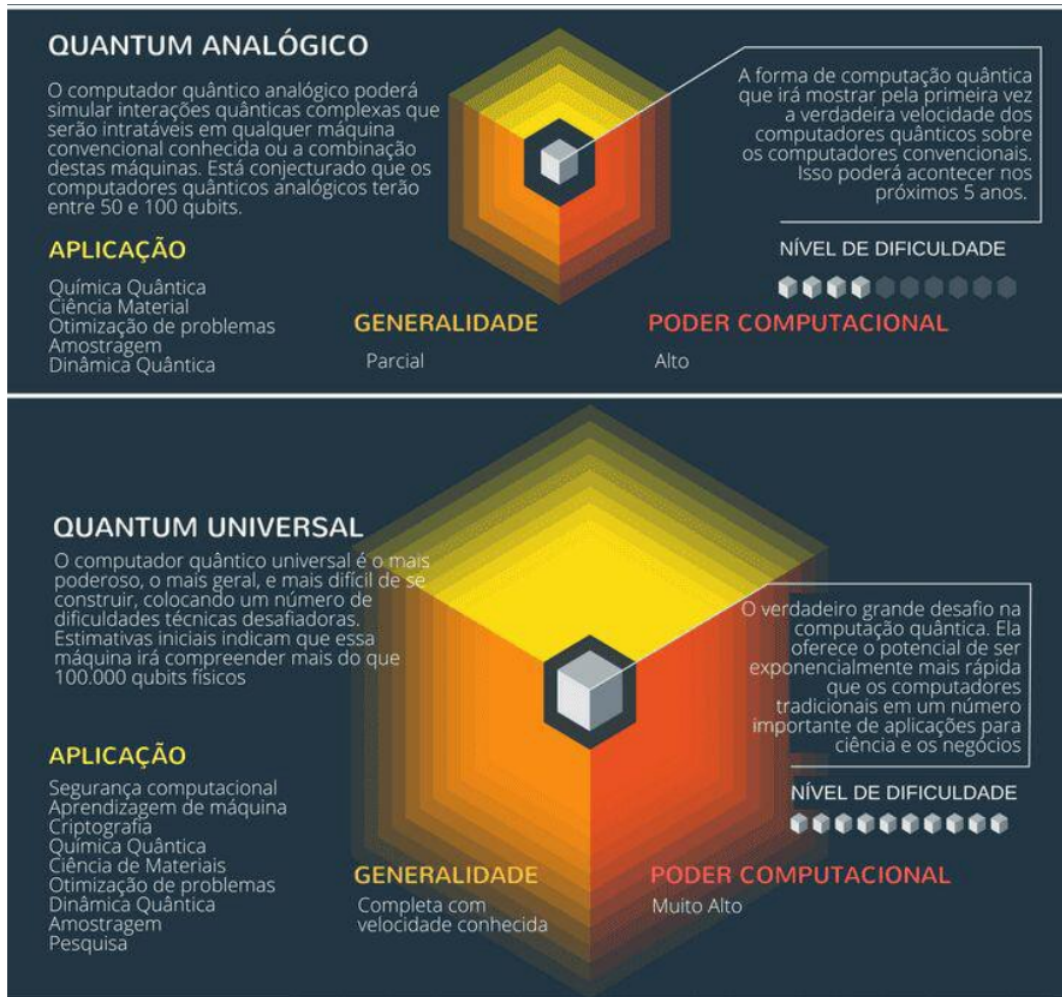 QUANTUM ANALÓGICO
O computador quântico analógico poderá
simular interações quânticas complexas que
serão intratáveis em qualquer máquina
convencional conhecida ou a combinação
destas máquinas. Está conjecturado que os
computadores quânticos analógicos terão
entre 50 e 100 qubits.
A forma de computação quântica
que irá mostrar pela primeira vez
a verdadeira velocidade dos
computadores quânticos sobre
os computadores convencionais.
Isso poderá acontecer nos
próximos 5 anos.
APLICAÇÃO
Química Quântica
Ciência Material
Otimização de problemas
Amostragem
Dinâmica Quântica
GENERALIDADE
Parcial
PODER COMPUTACIONAL
Alto
NÍVEL DE DIFICULDADE
QUANTUM UNIVERSAL
O computador quântico universal é o mais
poderoso, o mais geral, e mais difícil de se
construir, colocando um número de
dificuldades técnicas desafiadoras.
Estimativas iniciais indicam que essa
máquina irá compreender mais do que
100.000 qubits físicos
O verdadeiro grande desafio na
computação quântica. Ela
oferece o potencial de ser
exponencialmente mais rápida
que os computadores
tradicionais em um número
importante de aplicações para
ciência e os negócios
APLICAÇÃO
Segurança computacional
Aprendizagem de máquina
Criptografia
Química Quântica
Ciência de Materiais
Otimização de problemas
Dinâmica Quântica
Amostragem
Pesquisa
GENERALIDADE
Completa com
velocidade conhecida
PODER COMPUTACIONAL
Muito Alto
NÍVEL DE DIFICULDADE